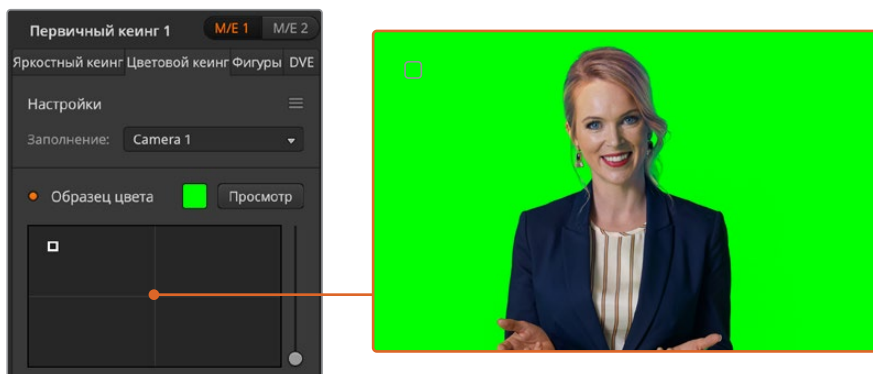 Первичный кеинг 1 M/E 1 M/E 2
Яркостный кеинг Цветовой кеинг Фигуры DVE
Настройки
Заполнение: Camera 1
Образец цвета Просмотр